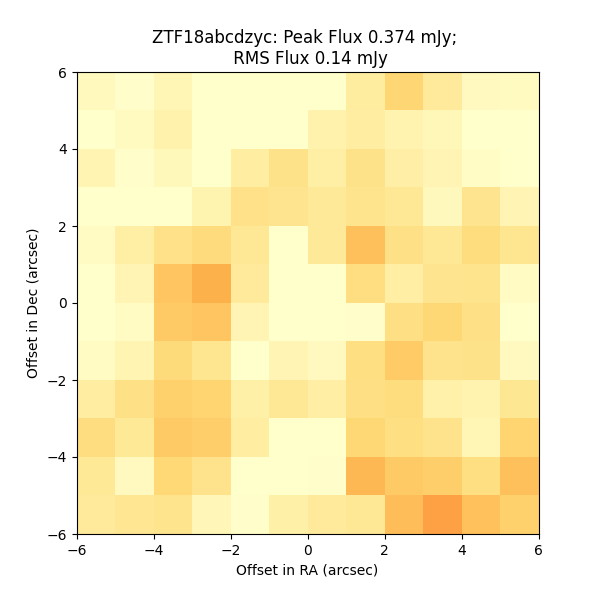 ZTF18abcdzyc: Peak Flux 0.374 mJy;
RMS Flux 0.14 mJy
6
4
2
0
−2
−4
−6
Offset in Dec (arcsec)
−6 −4 −2 0 2 4 6
Offset in RA (arcsec)